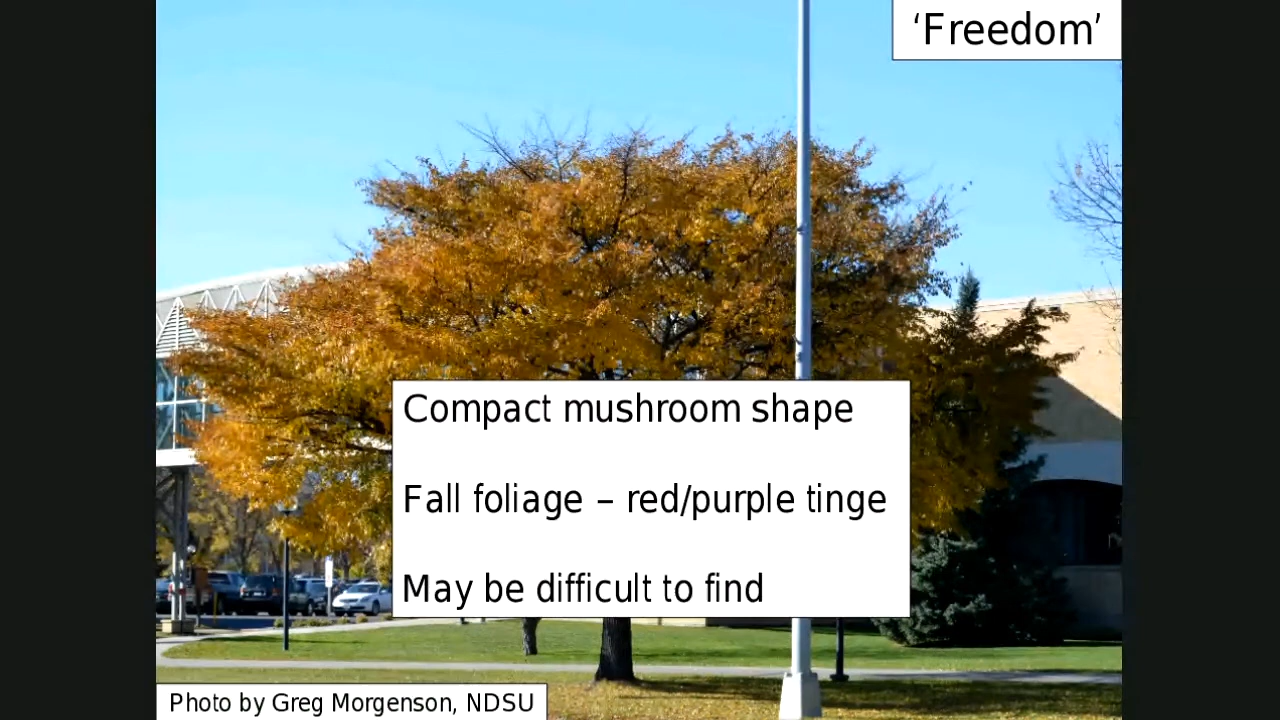 ‘Freedom’
Compact mushroom shape
Fall foliage – red/purple tinge
May be difficult to find
Photo by Greg Morgenson, NDSU